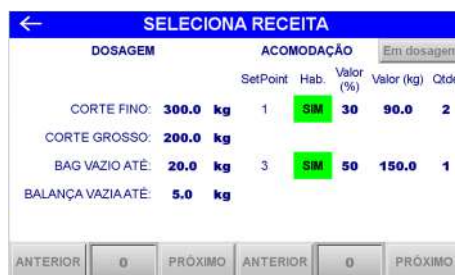 SELECIONA RECEITA
DOSAGEM ACOMODAÇÃO Em dosagem
SetPoint Hab. Valor (%) Valor (kg) Qtde
CORTE FINO: 300.0 kg 1 SIM 30 90.0 2
CORTE GROSSO: 200.0 kg
BAG VAZIO ATÉ: 20.0 kg 3 SIM 50 150.0 1
BALANÇA VAZIA ATÉ: 5.0 kg
ANTERIOR 0 PRÓXIMO ANTERIOR 0 PRÓXIMO